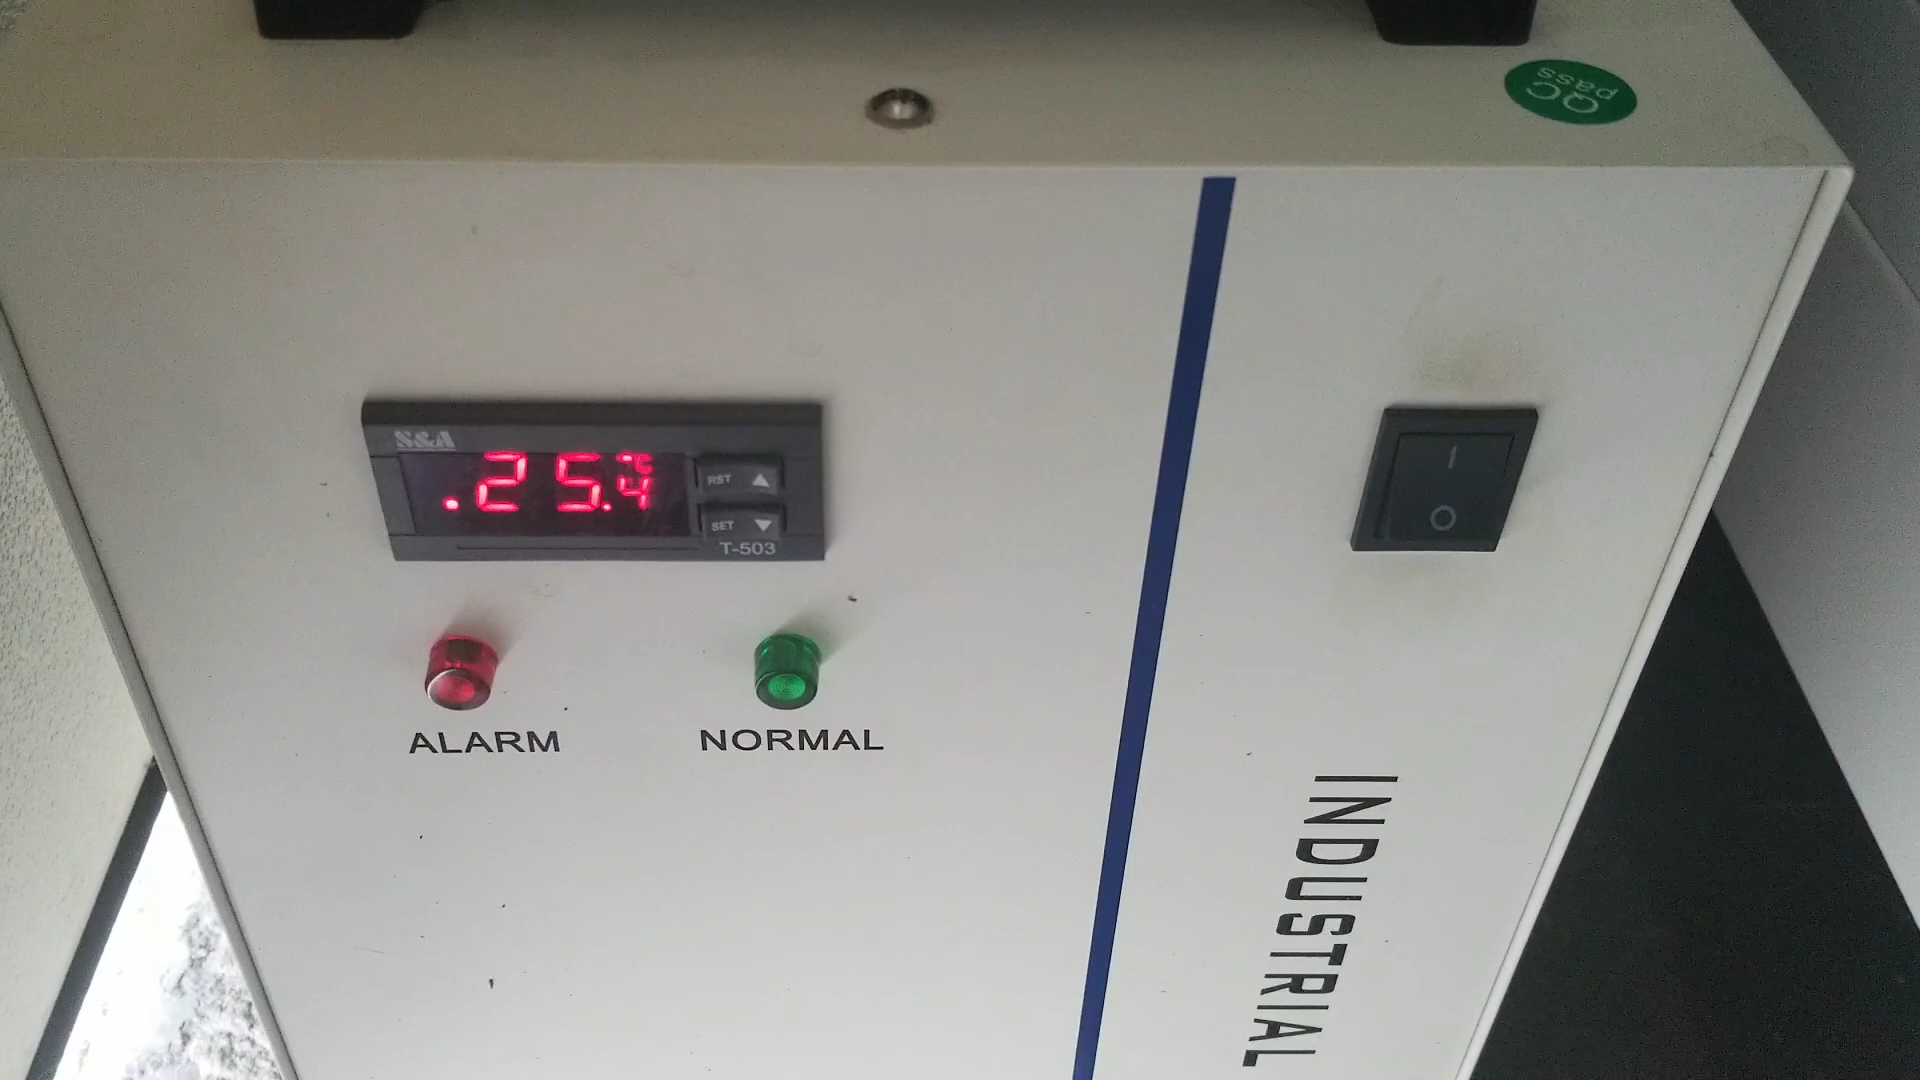 QC
pass
S&A
.25.4
°C
RST ▲
SET ▼
T-503
ALARM
NORMAL
INDUSTRIAL